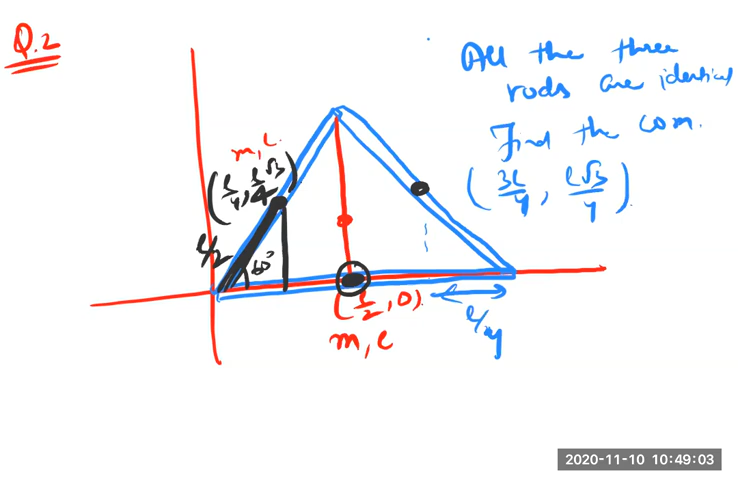 Q.2
All the three
rods are identical
Find the com.
(3l/4, l√3/4).
m, l.
(l/4, l√3/4)
l/2
60°
(l/2, 0)
m, l
l/4
2020-11-10 10:49:03